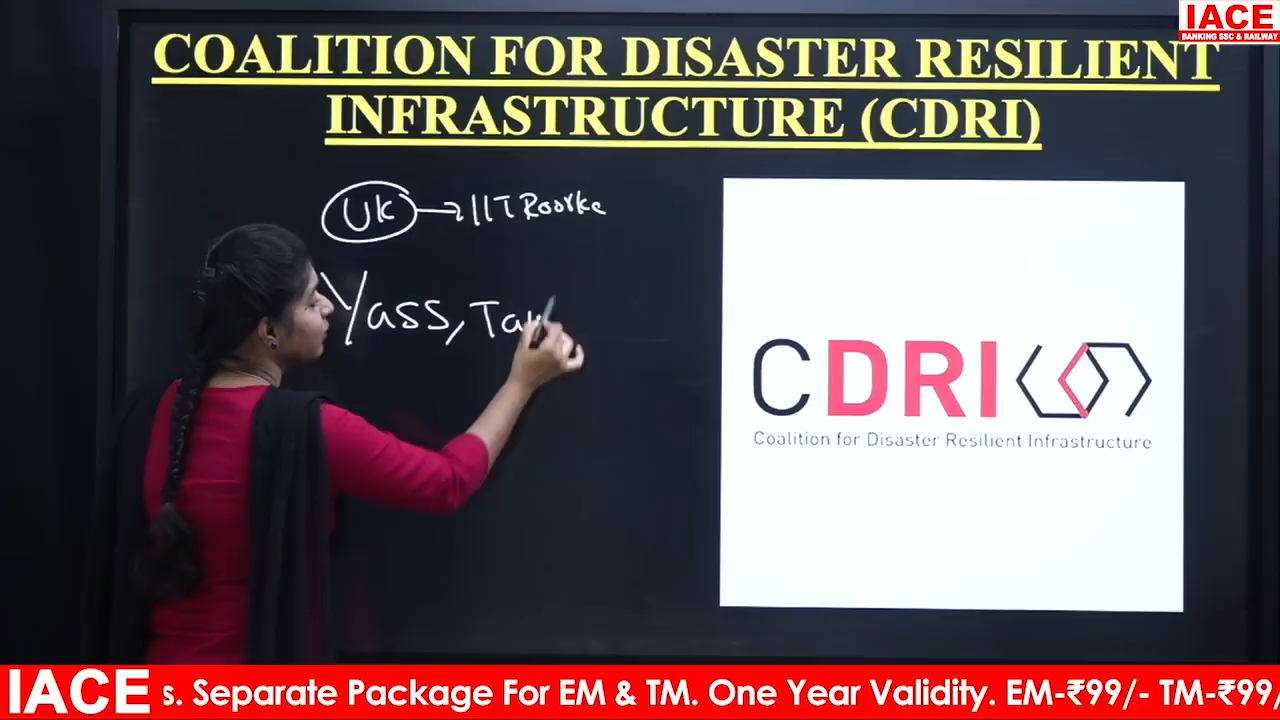 IACE
BANKING SSC & RAILWAY
COALITION FOR DISASTER RESILIENT
INFRASTRUCTURE (CDRI)
UK → IIT Roorke
Yass,
CDRI
Coalition for Disaster Resilient Infrastructure
IACE s. Separate Package For EM & TM. One Year Validity. EM-₹99/- TM-₹99/